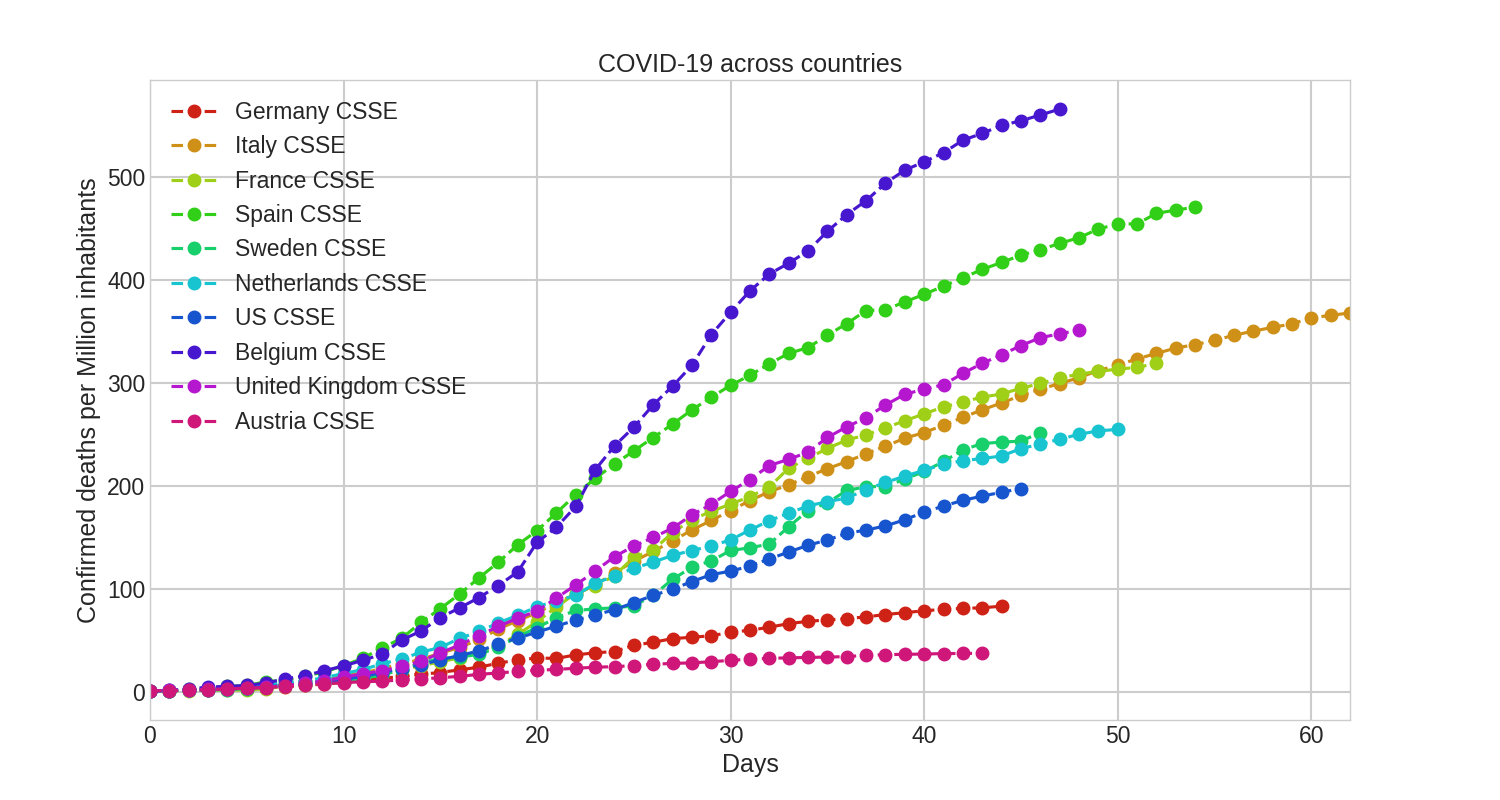 COVID-19 across countries
Germany CSSE
Italy CSSE
France CSSE
Spain CSSE
Sweden CSSE
Netherlands CSSE
US CSSE
Belgium CSSE
United Kingdom CSSE
Austria CSSE
Confirmed deaths per Million inhabitants
500
400
300
200
100
0
0 10 20 30 40 50 60
Days